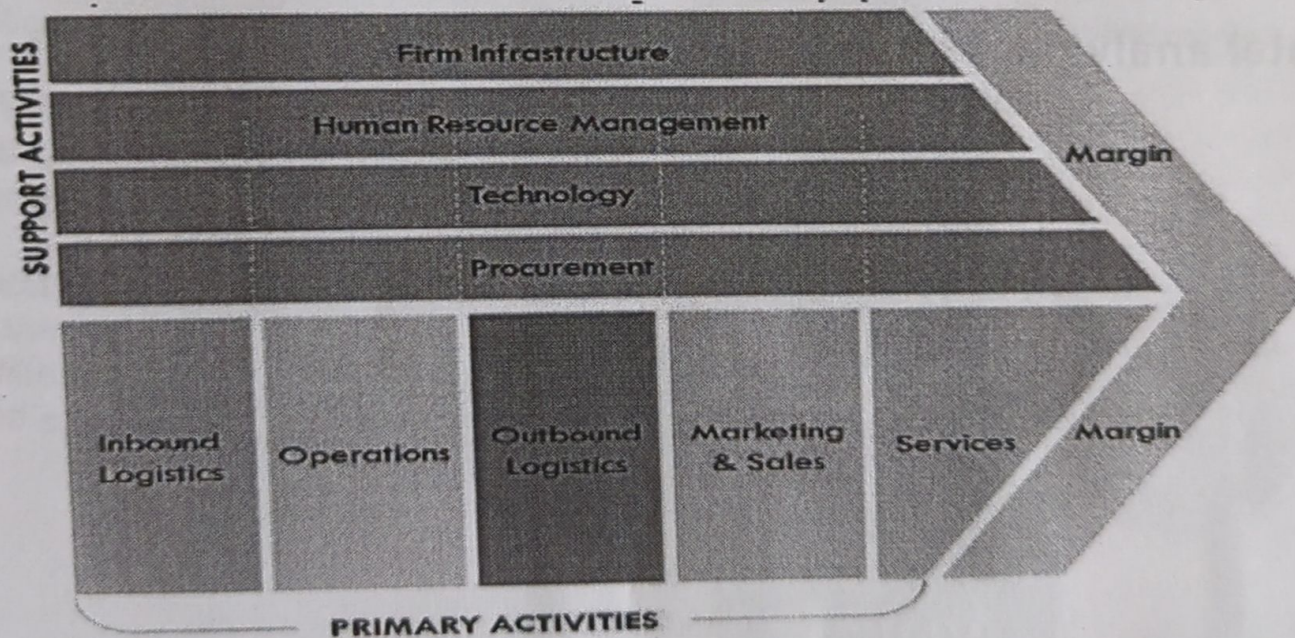 SUPPORT ACTIVITIES
Firm Infrastructure
Human Resource Management
Technology
Procurement
Margin
Inbound
Logistics
Operations
Outbound
Logistics
Marketing
& Sales
Services
Margin
PRIMARY ACTIVITIES